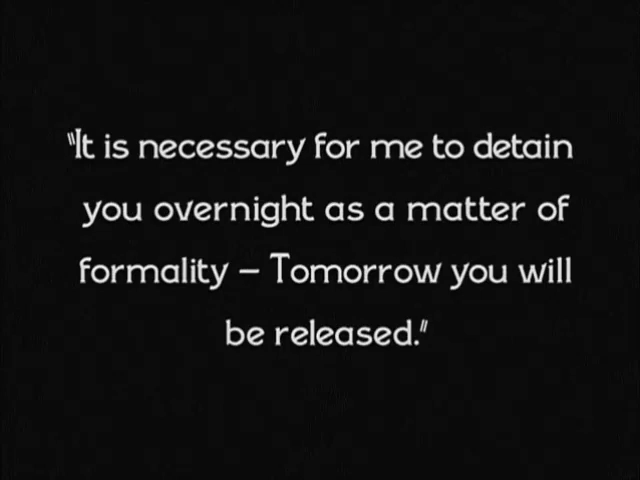 "It is necessary for me to detain
you overnight as a matter of
formality – Tomorrow you will
be released."